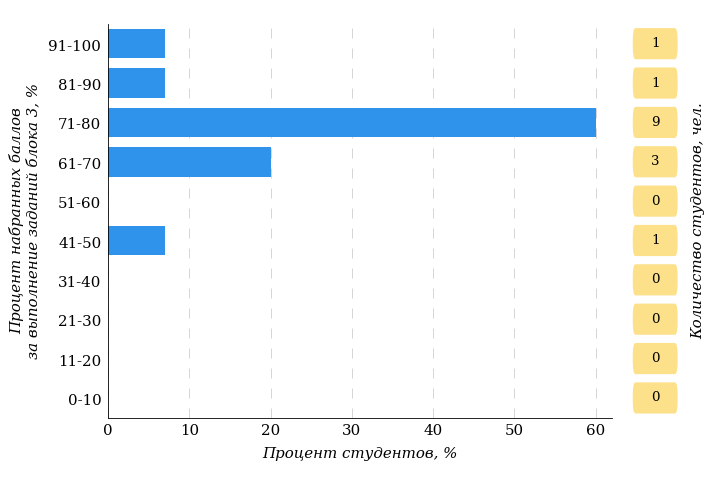 Процент набранных баллов
за выполнение заданий блока 3, %
91-100 1
81-90 1
71-80 9
61-70 3
51-60 0
41-50 1
31-40 0
21-30 0
11-20 0
0-10 0
Количество студентов, чел.
0 10 20 30 40 50 60
Процент студентов, %